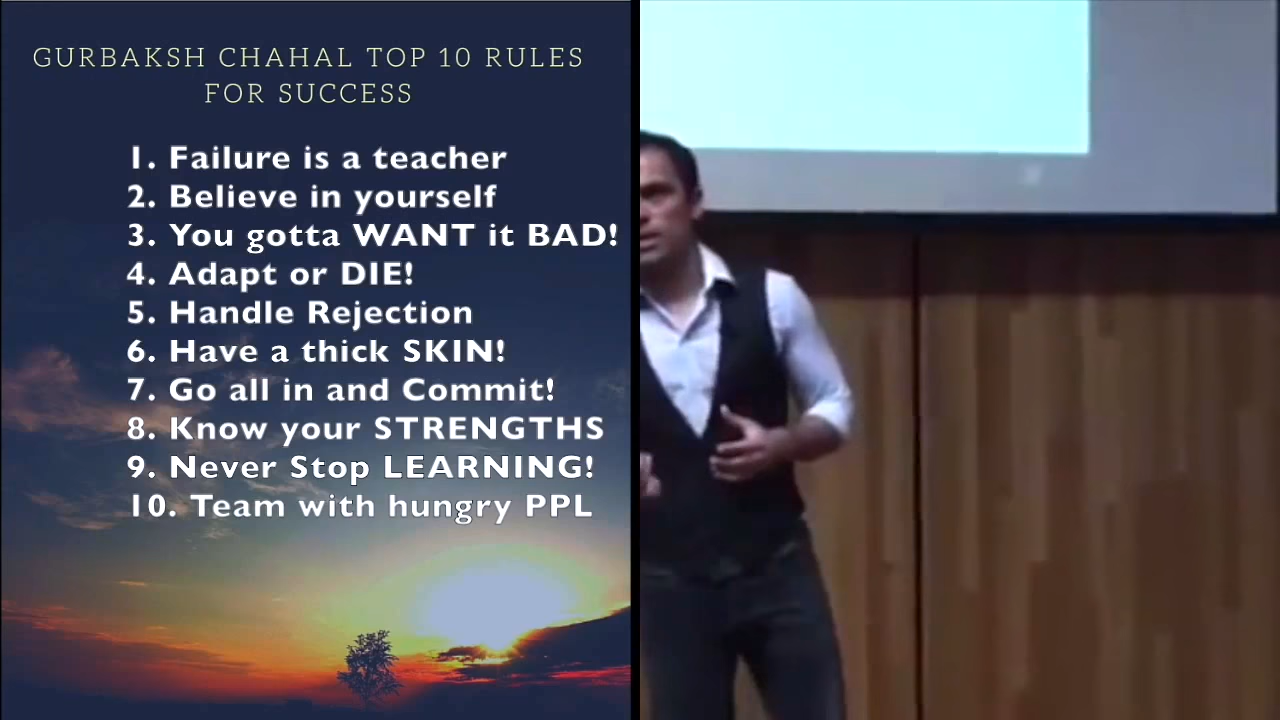 GURBAKSH CHAHAL TOP 10 RULES
FOR SUCCESS
1. Failure is a teacher
2. Believe in yourself
3. You gotta WANT it BAD!
4. Adapt or DIE!
5. Handle Rejection
6. Have a thick SKIN!
7. Go all in and Commit!
8. Know your STRENGTHS
9. Never Stop LEARNING!
10. Team with hungry PPL